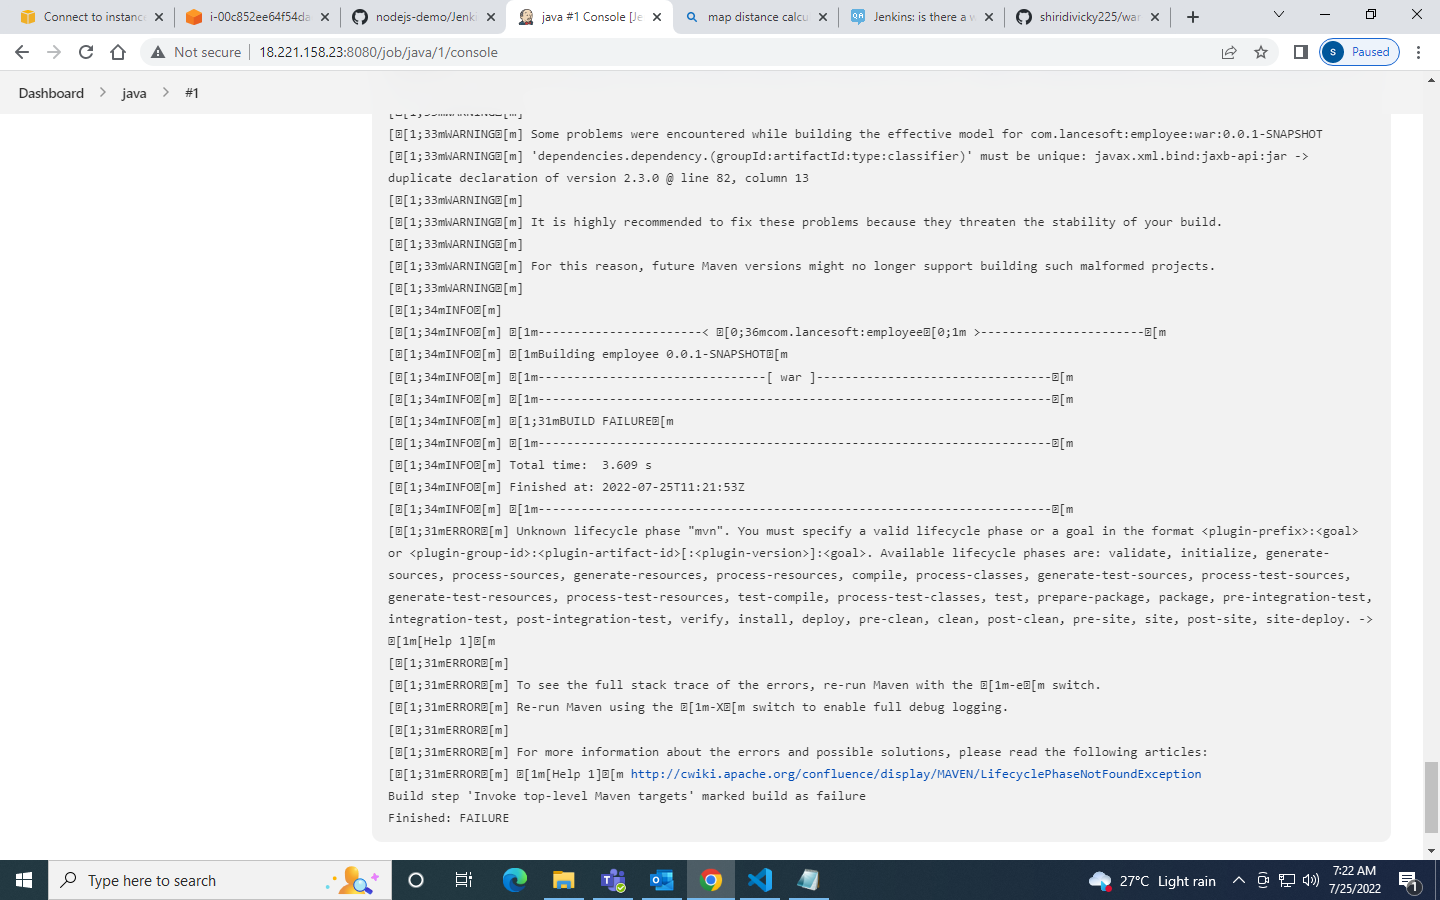 Connect to instance
i-00c852ee64f54da
nodejs-demo/Jenki
java #1 Console [Je
map distance calcu
Jenkins: is there a w
shiridivicky225/war
Not secure
18.221.158.23:8080/job/java/1/console
S
Paused
Dashboard
java
#1
[␛[1;33mWARNING␛[m]
[␛[1;33mWARNING␛[m] Some problems were encountered while building the effective model for com.lancesoft:employee:war:0.0.1-SNAPSHOT
[␛[1;33mWARNING␛[m] 'dependencies.dependency.(groupId:artifactId:type:classifier)' must be unique: javax.xml.bind:jaxb-api:jar ->
duplicate declaration of version 2.3.0 @ line 82, column 13
[␛[1;33mWARNING␛[m]
[␛[1;33mWARNING␛[m] It is highly recommended to fix these problems because they threaten the stability of your build.
[␛[1;33mWARNING␛[m]
[␛[1;33mWARNING␛[m] For this reason, future Maven versions might no longer support building such malformed projects.
[␛[1;33mWARNING␛[m]
[␛[1;34mINFO␛[m]
[␛[1;34mINFO␛[m] ␛[1m-----------------------< ␛[0;36mcom.lancesoft:employee␛[0;1m >-----------------------␛[m
[␛[1;34mINFO␛[m] ␛[1mBuilding employee 0.0.1-SNAPSHOT␛[m
[␛[1;34mINFO␛[m] ␛[1m--------------------------------[ war ]---------------------------------␛[m
[␛[1;34mINFO␛[m] ␛[1m------------------------------------------------------------------------␛[m
[␛[1;34mINFO␛[m] ␛[1;31mBUILD FAILURE␛[m
[␛[1;34mINFO␛[m] ␛[1m------------------------------------------------------------------------␛[m
[␛[1;34mINFO␛[m] Total time:  3.609 s
[␛[1;34mINFO␛[m] Finished at: 2022-07-25T11:21:53Z
[␛[1;34mINFO␛[m] ␛[1m------------------------------------------------------------------------␛[m
[␛[1;31mERROR␛[m] Unknown lifecycle phase "mvn". You must specify a valid lifecycle phase or a goal in the format <plugin-prefix>:<goal>
or <plugin-group-id>:<plugin-artifact-id>[:<plugin-version>]:<goal>. Available lifecycle phases are: validate, initialize, generate-
sources, process-sources, generate-resources, process-resources, compile, process-classes, generate-test-sources, process-test-sources,
generate-test-resources, process-test-resources, test-compile, process-test-classes, test, prepare-package, package, pre-integration-test,
integration-test, post-integration-test, verify, install, deploy, pre-clean, clean, post-clean, pre-site, site, post-site, site-deploy. ->
␛[1m[Help 1]␛[m
[␛[1;31mERROR␛[m]
[␛[1;31mERROR␛[m] To see the full stack trace of the errors, re-run Maven with the ␛[1m-e␛[m switch.
[␛[1;31mERROR␛[m] Re-run Maven using the ␛[1m-X␛[m switch to enable full debug logging.
[␛[1;31mERROR␛[m]
[␛[1;31mERROR␛[m] For more information about the errors and possible solutions, please read the following articles:
[␛[1;31mERROR␛[m] ␛[1m[Help 1]␛[m http://cwiki.apache.org/confluence/display/MAVEN/LifecyclePhaseNotFoundException
Build step 'Invoke top-level Maven targets' marked build as failure
Finished: FAILURE
Type here to search
27°C Light rain
7:22 AM
7/25/2022
1